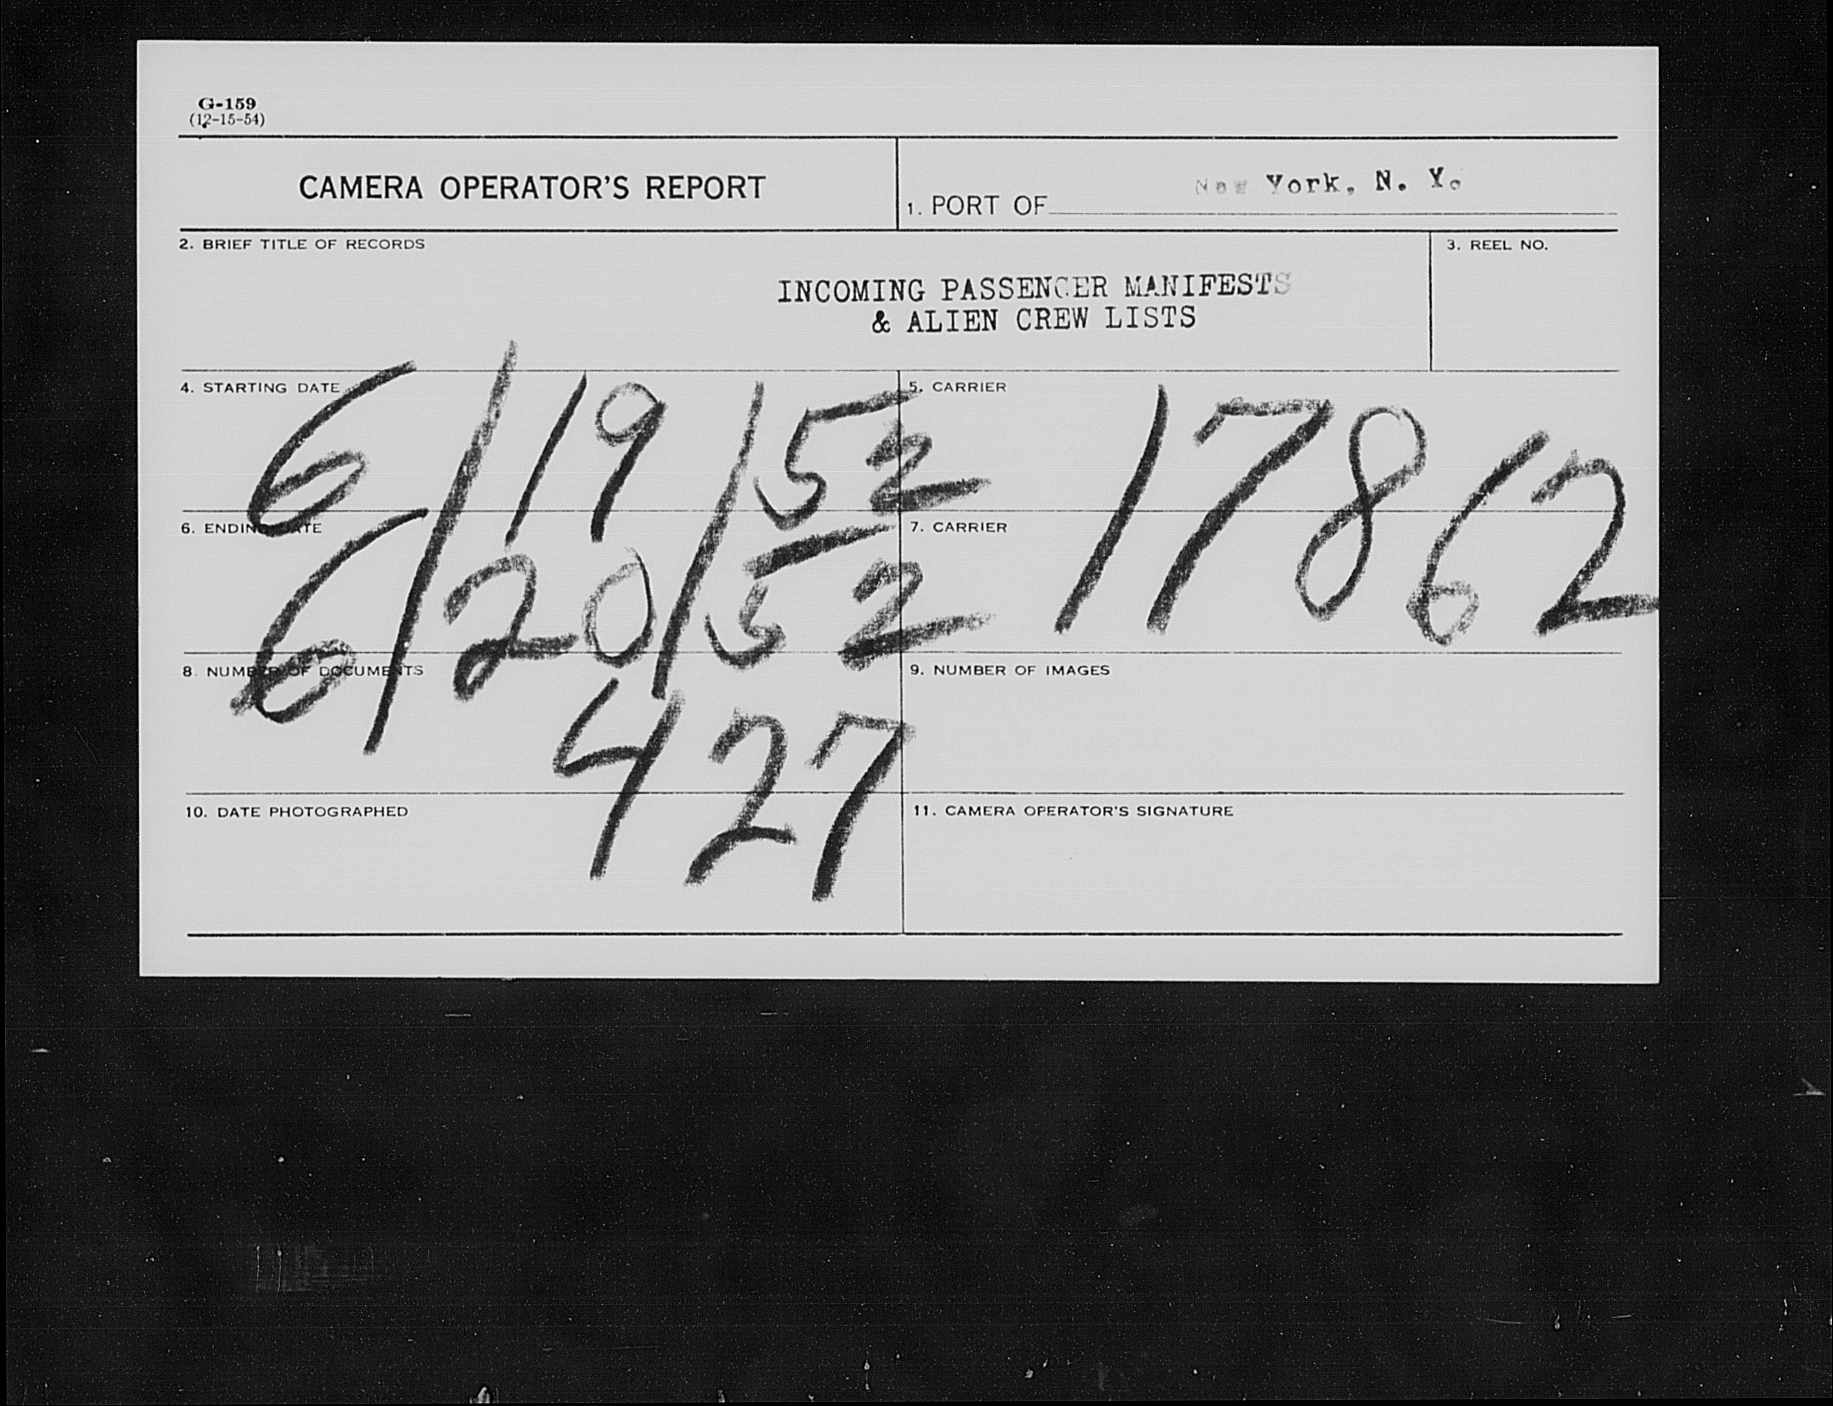 G-159
(12-15-54)
CAMERA OPERATOR'S REPORT
1. PORT OF New York, N. Y.
2. BRIEF TITLE OF RECORDS
3. REEL NO.
INCOMING PASSENGER MANIFESTS
& ALIEN CREW LISTS
4. STARTING DATE
5. CARRIER
6/19/52
17862
6. ENDING DATE
7. CARRIER
6/20/52
8. NUMBER OF DOCUMENTS
9. NUMBER OF IMAGES
427
10. DATE PHOTOGRAPHED
11. CAMERA OPERATOR'S SIGNATURE